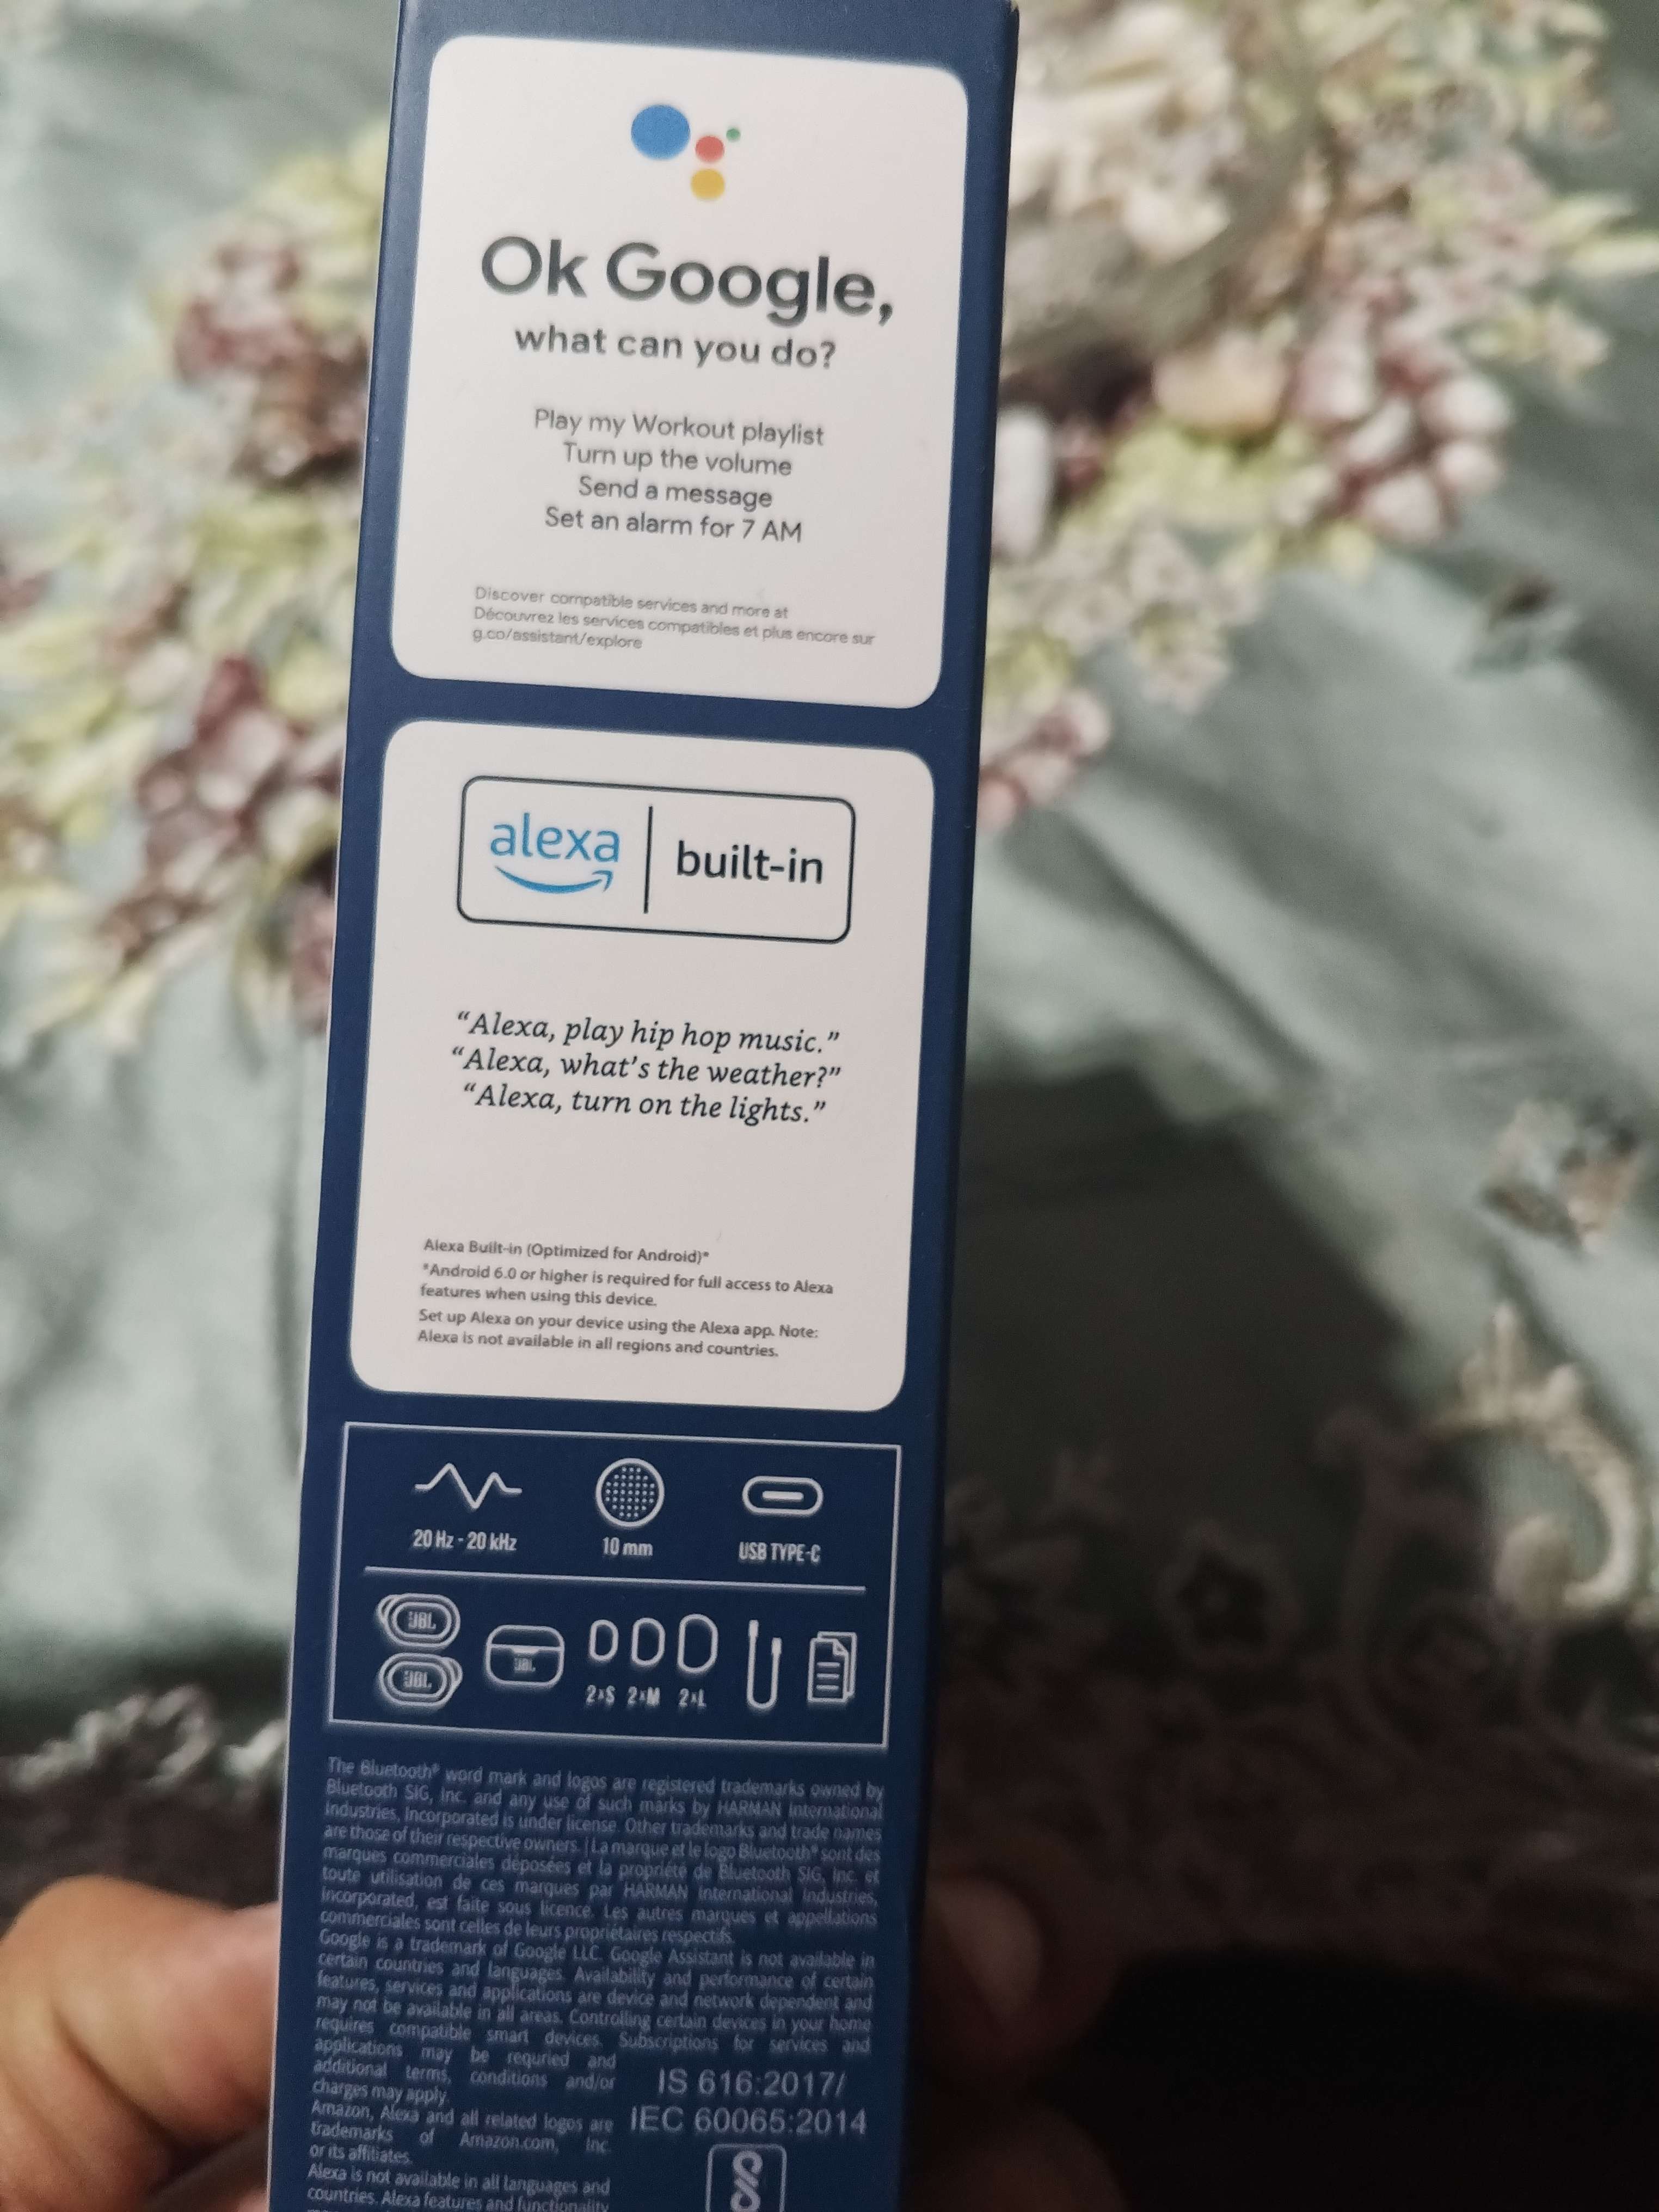 Ok Google,
what can you do?
Play my Workout playlist
Turn up the volume
Send a message
Set an alarm for 7 AM
Discover compatible services and more at
Découvrez les services compatibles et plus encore sur
g.co/assistant/explore
alexa | built-in
“Alexa, play hip hop music.”
“Alexa, what's the weather?”
“Alexa, turn on the lights.”
Alexa Built-in (Optimized for Android)*
*Android 6.0 or higher is required for full access to Alexa
features when using this device.
Set up Alexa on your device using the Alexa app. Note:
Alexa is not available in all regions and countries.
20 Hz - 20 kHz
10 mm
USB TYPE-C
JBL
JBL
JBL
2×S 2×M 2×L
The Bluetooth® word mark and logos are registered trademarks owned by
Bluetooth SIG, Inc. and any use of such marks by HARMAN International
Industries, Incorporated is under license. Other trademarks and trade names
are those of their respective owners. | La marque et le logo Bluetooth® sont des
marques commerciales déposées et la propriété de Bluetooth SIG, Inc. et
toute utilisation de ces marques par HARMAN International Industries,
Incorporated, est faite sous licence. Les autres marques et appellations
commerciales sont celles de leurs propriétaires respectifs.
Google is a trademark of Google LLC. Google Assistant is not available in
certain countries and languages. Availability and performance of certain
features, services and applications are device and network dependent and
may not be available in all areas. Controlling certain devices in your home
requires compatible smart devices. Subscriptions for services and
applications may be requried and
additional terms, conditions and/or
charges may apply.
Amazon, Alexa and all related logos are
trademarks of Amazon.com, Inc.
or its affiliates.
Alexa is not available in all languages and
countries. Alexa features and functionality
IS 616:2017/
IEC 60065:2014